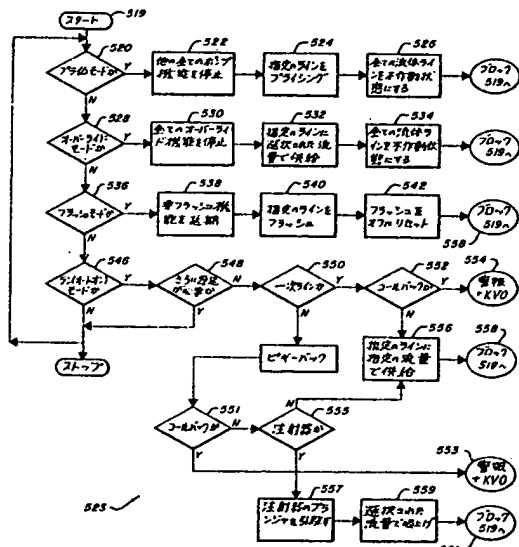 スタート
519
520
プライムモードか
Y
N
522
他の全てのポンプ
機能を停止
524
指定のラインを
プライミング
526
全ての流体ラ
インを不作動状
態にする
ブロック
519へ
528
オーバーライド
モードか
Y
N
530
全てのオーバーライ
ド機能を停止
532
指定のラインに
選択された流
量で供給
534
全ての流体ラ
インを不作動状
態にする
ブロック
519へ
536
フラッシュモードか
Y
N
538
非フラッシュ機
能を延期
540
指定のラインを
フラッシュ
542
フラッシュを
オフにリセット
ブロック
519へ
558
546
ラン(オートオン)
モードか
Y
N
548
さらに設定
が必要か
N
Y
550
一次ラインか
Y
N
552
コールバックか
Y
N
554
警報
+KVO
ストップ
ピギーバック
556
指定のラインに
指定の流量
で供給
558
ブロック
519へ
551
コールバックか
N
Y
555
注射器か
N
Y
553
警報
+KVO
557
注射器のプラ
ンジャを引戻す
559
選択された
流量で
ブロック
519へ
523